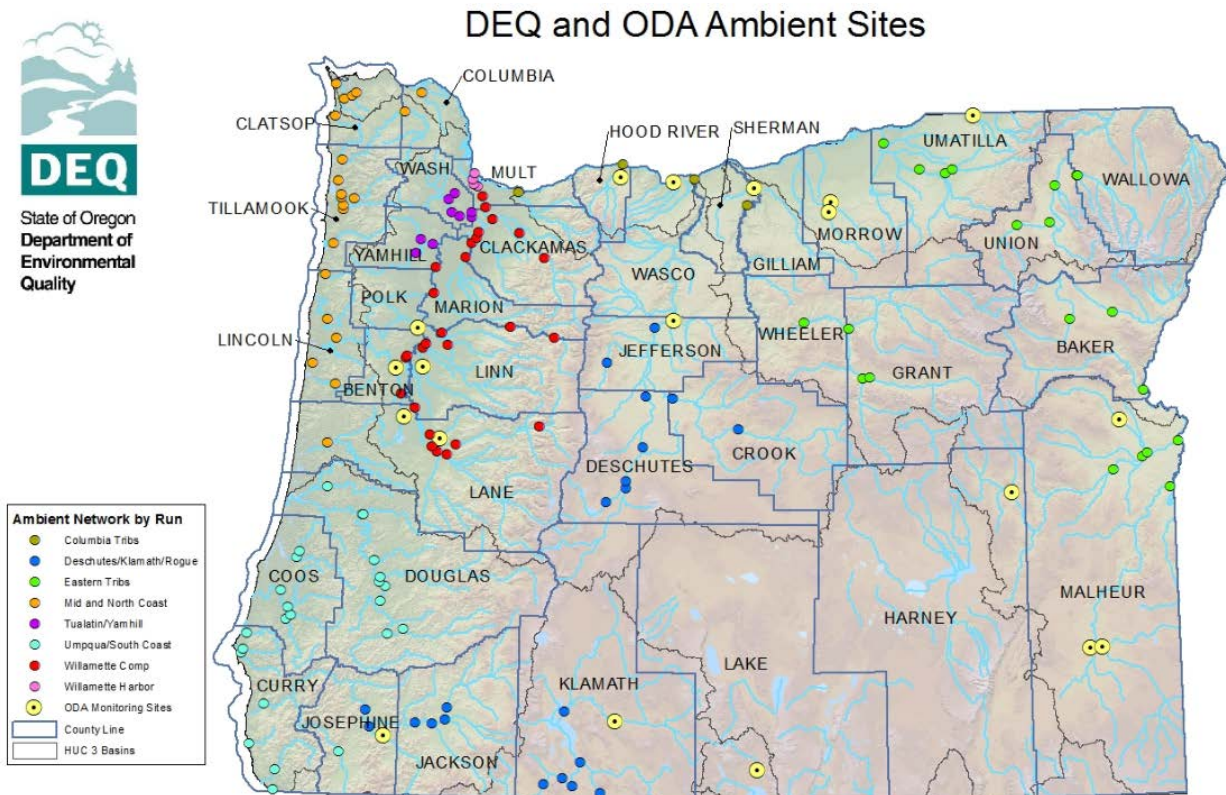 DEQ and ODA Ambient Sites
DEQ
State of Oregon
Department of
Environmental
Quality
COLUMBIA
CLATSOP
HOOD RIVER
SHERMAN
UMATILLA
WASH
MULT
WALLOWA
TILLAMOOK
MORROW
YAMHILL
CLACKAMAS
UNION
WASCO
GILLIAM
POLK
MARION
LINCOLN
JEFFERSON
WHEELER
BAKER
BENTON
LINN
GRANT
CROOK
DESCHUTES
LANE
Ambient Network by Run
Columbia Tribs
Deschutes/Klamath/Rogue
Eastern Tribs
Mid and North Coast
Tualatin/Yamhill
Umpqua/South Coast
Willamette Comp
Willamette Harbor
ODA Monitoring Sites
County Line
HUC 3 Basins
COOS
DOUGLAS
MALHEUR
HARNEY
LAKE
CURRY
KLAMATH
JOSEPHINE
JACKSON